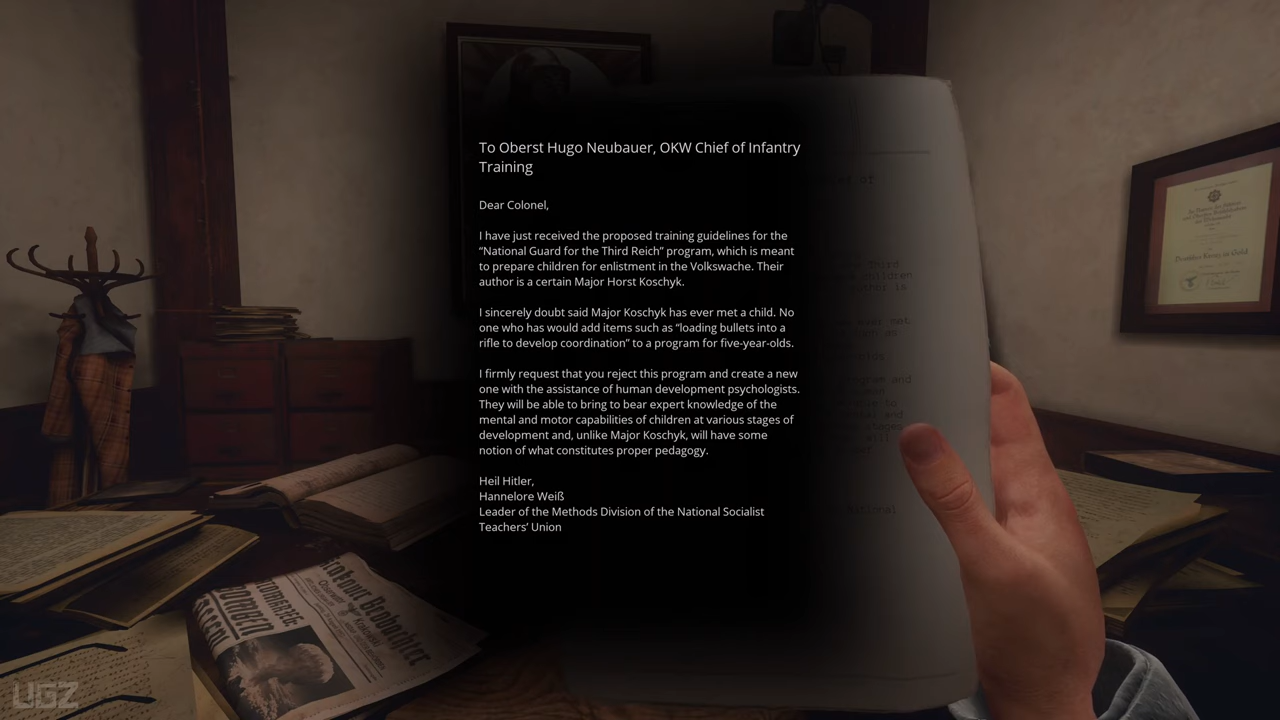 To Oberst Hugo Neubauer, OKW Chief of Infantry
Training
Dear Colonel,
I have just received the proposed training guidelines for the
“National Guard for the Third Reich” program, which is meant
to prepare children for enlistment in the Volkswache. Their
author is a certain Major Horst Koschyk.
I sincerely doubt said Major Koschyk has ever met a child. No
one who has would add items such as “loading bullets into a
rifle to develop coordination” to a program for five-year-olds.
I firmly request that you reject this program and create a new
one with the assistance of human development psychologists.
They will be able to bring to bear expert knowledge of the
mental and motor capabilities of children at various stages of
development and, unlike Major Koschyk, will have some
notion of what constitutes proper pedagogy.
Heil Hitler,
Hannelore Weiß
Leader of the Methods Division of the National Socialist
Teachers’ Union
Beobachter
UGZ